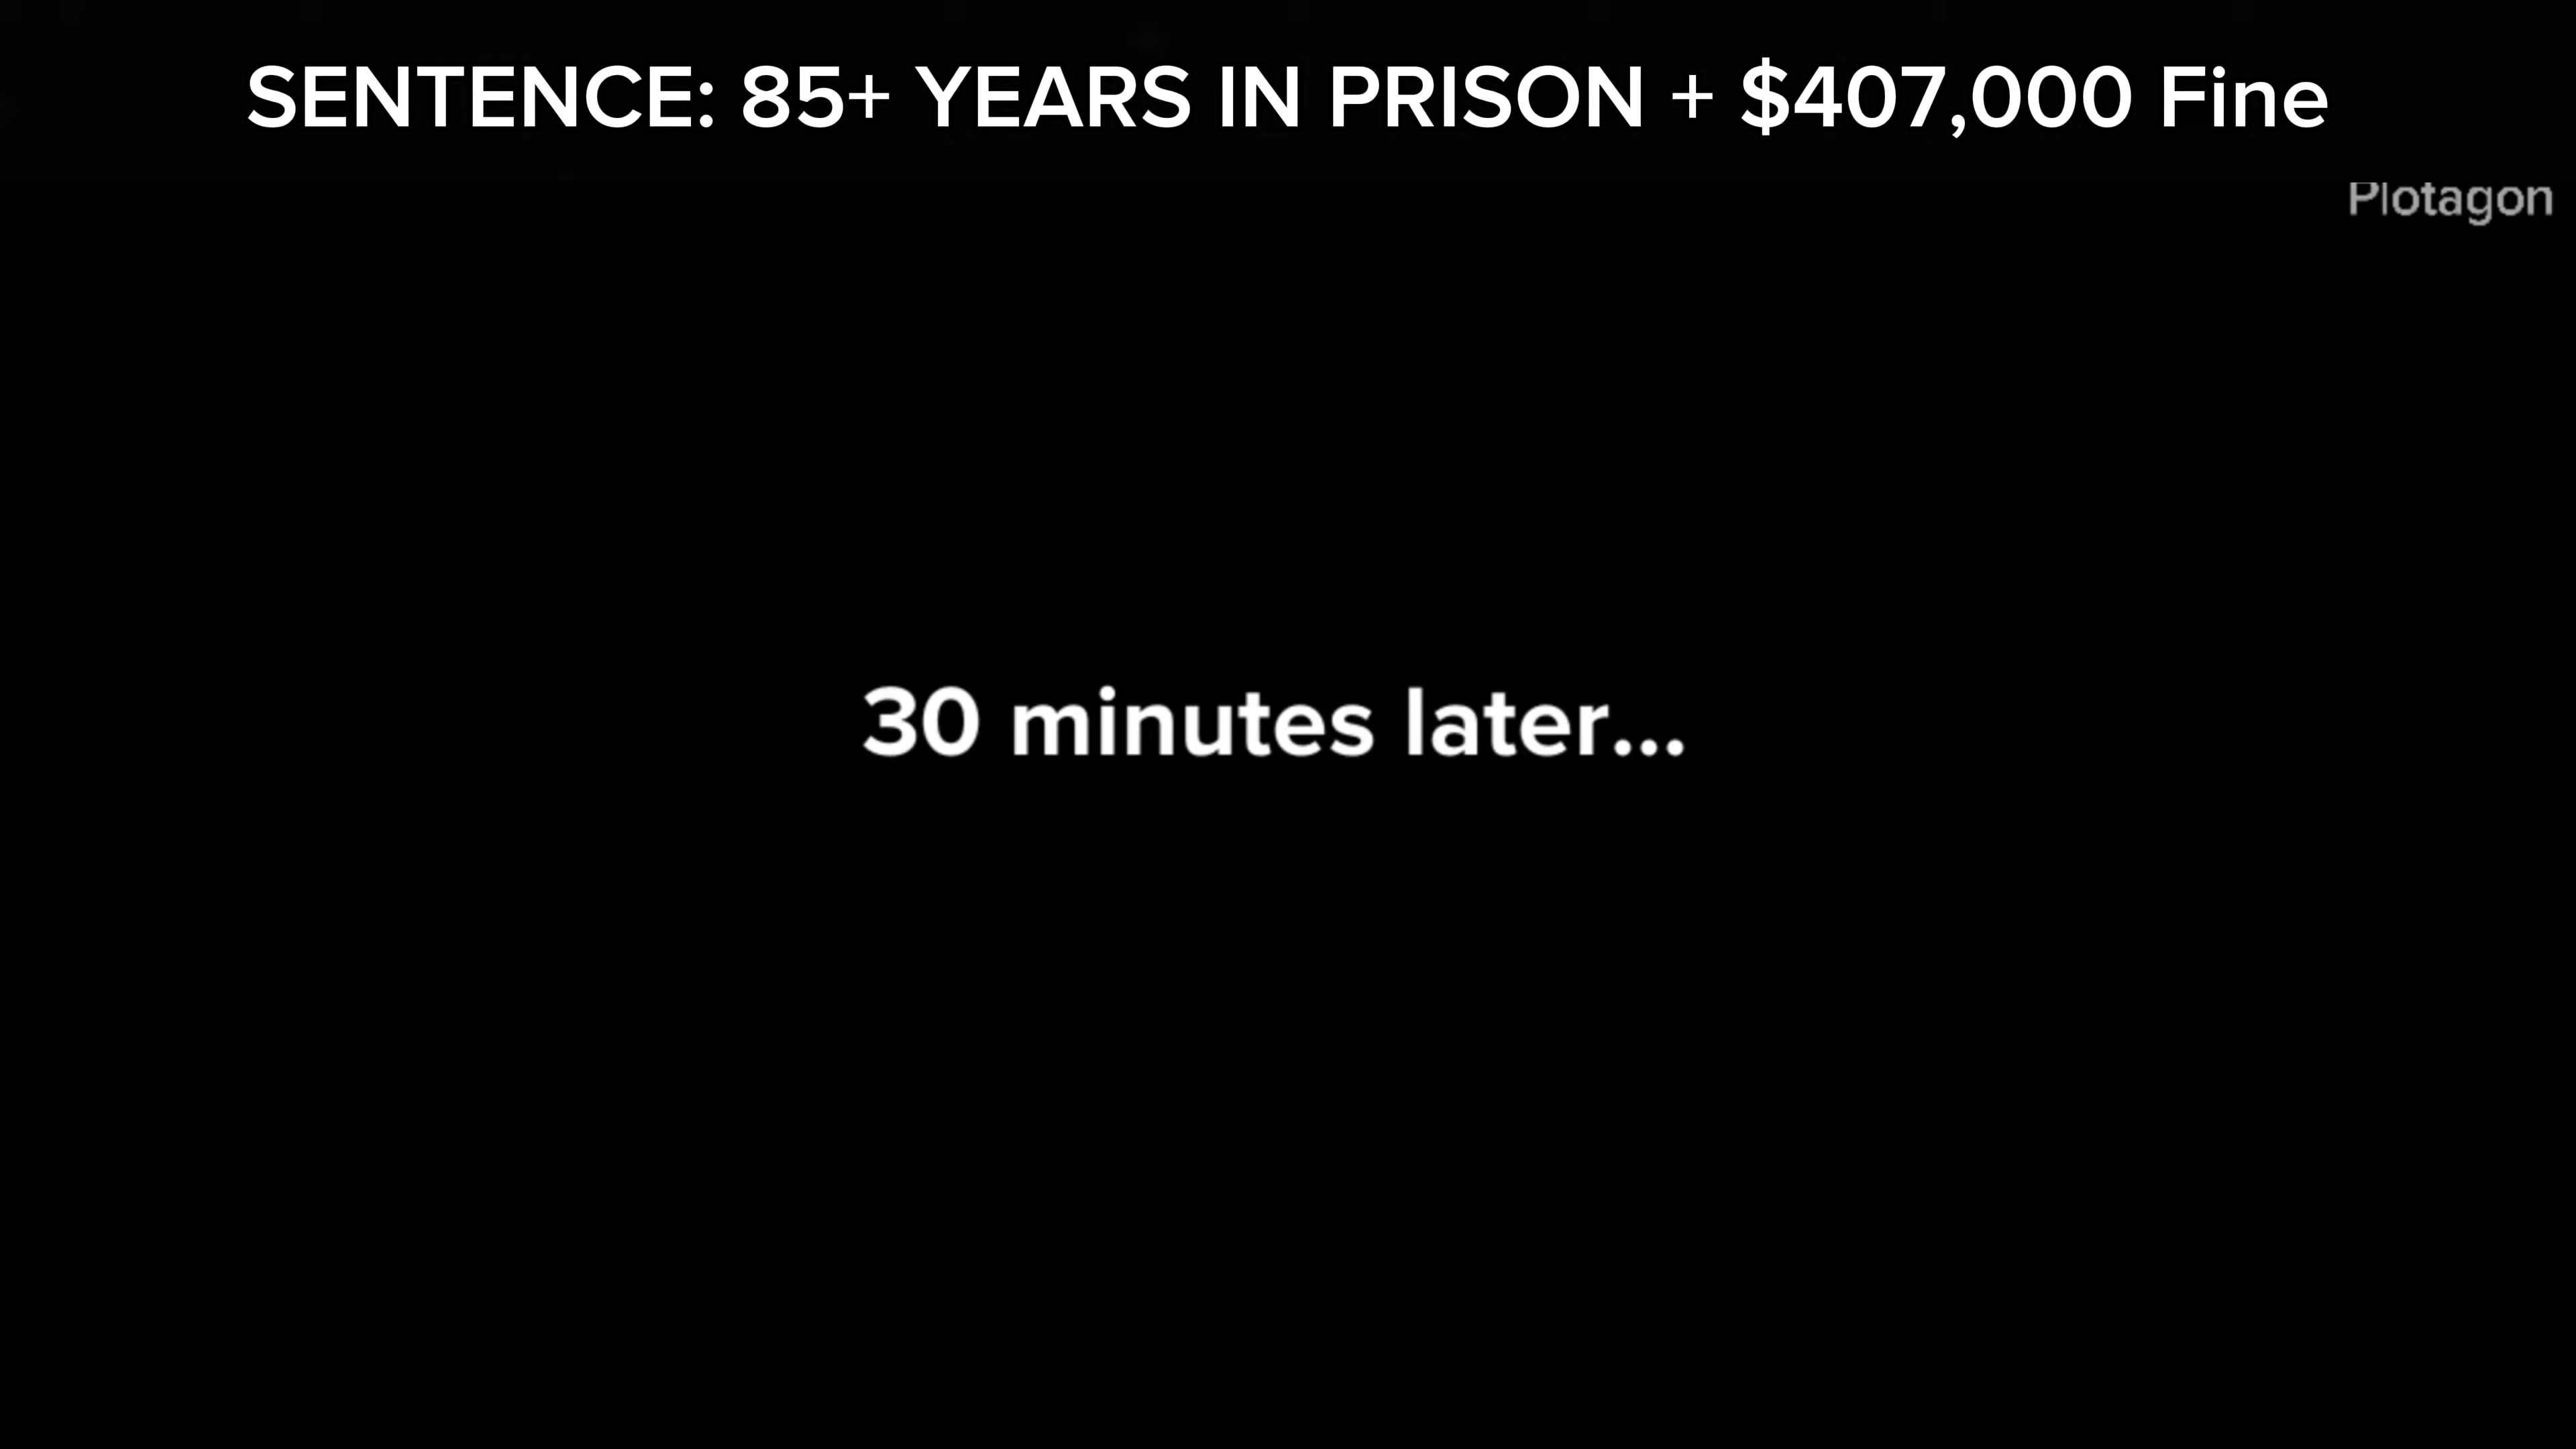 SENTENCE: 85+ YEARS IN PRISON + $407,000 Fine
Plotagon
30 minutes later...